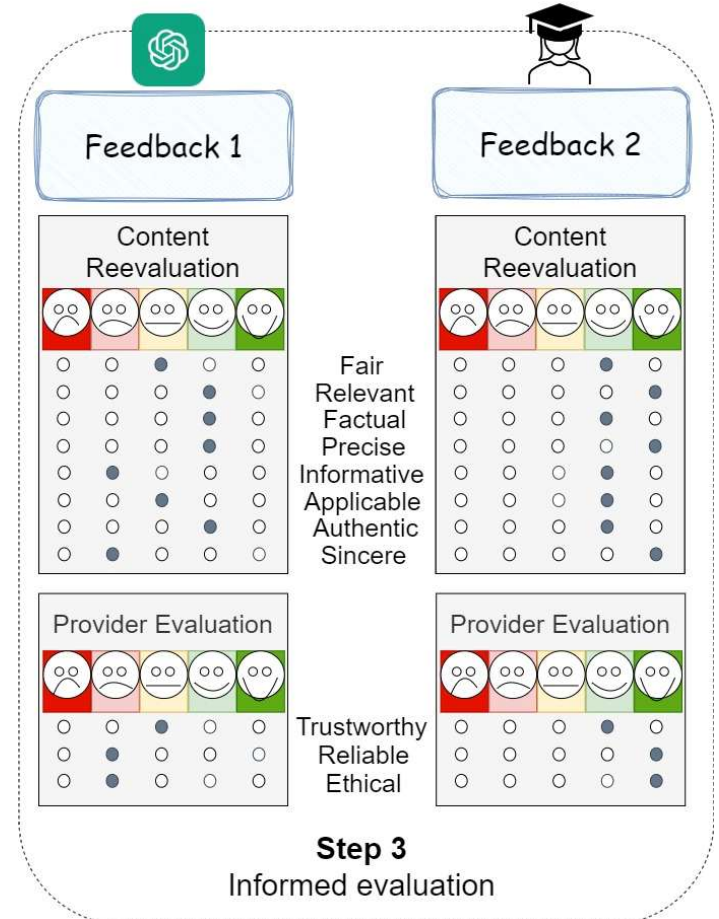 Feedback 1
Feedback 2
Content
Reevaluation
Content
Reevaluation
Fair
Relevant
Factual
Precise
Informative
Applicable
Authentic
Sincere
Provider Evaluation
Provider Evaluation
Trustworthy
Reliable
Ethical
Step 3
Informed evaluation